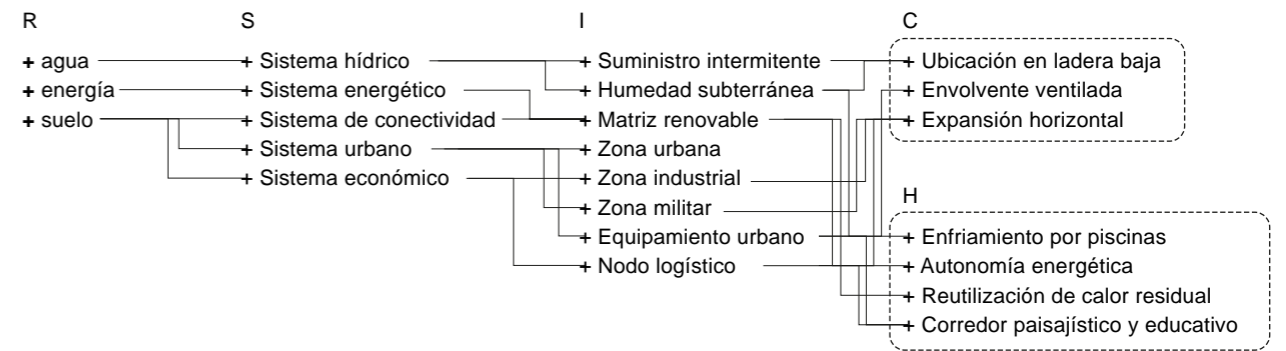 R
+ agua
+ energía
+ suelo
S
+ Sistema hídrico
+ Sistema energético
+ Sistema de conectividad
+ Sistema urbano
+ Sistema económico
I
+ Suministro intermitente
+ Humedad subterránea
+ Matriz renovable
+ Zona urbana
+ Zona industrial
+ Zona militar
+ Equipamiento urbano
+ Nodo logístico
C
+ Ubicación en ladera baja
+ Envolvente ventilada
+ Expansión horizontal
H
+ Enfriamiento por piscinas
+ Autonomía energética
+ Reutilización de calor residual
+ Corredor paisajístico y educativo